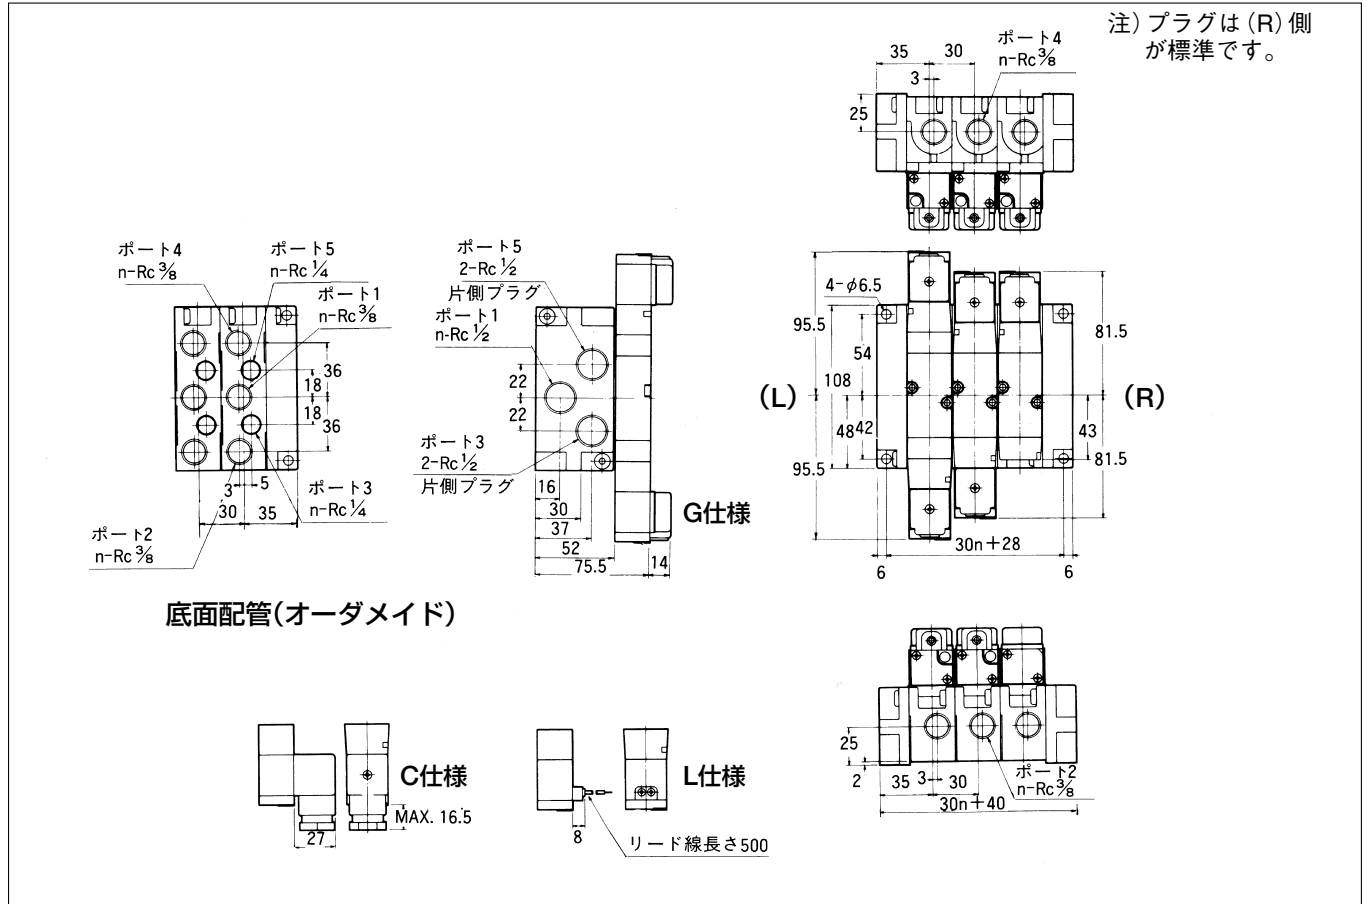 注）プラグは（R）側
が標準です。
ポート4
n-Rc 3/8
35
30
3
25
ポート4
n-Rc 3/8
ポート5
n-Rc 1/4
ポート1
n-Rc 3/8
36
18
18
36
3
5
30
35
ポート3
n-Rc 1/4
ポート2
n-Rc 3/8
底面配管（オーダメイド）
ポート5
2-Rc 1/2
片側プラグ
ポート1
n-Rc 1/2
22
22
ポート3
2-Rc 1/2
片側プラグ
16
30
37
52
75.5
14
G仕様
4-φ6.5
95.5
54
108
81.5
（L）
（R）
48
42
43
95.5
81.5
30n+28
6
6
C仕様
MAX. 16.5
27
L仕様
8
リード線長さ500
25
2
35
3
30
ポート2
n-Rc 3/8
30n+40